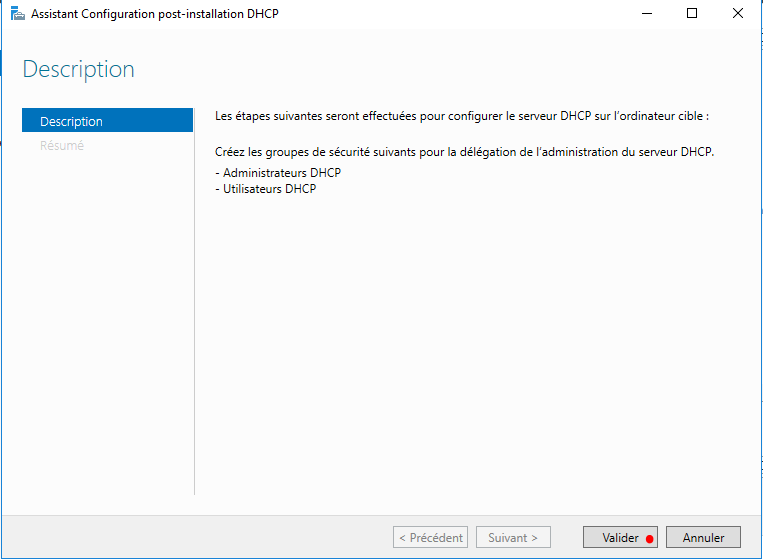 Assistant Configuration post-installation DHCP
Description
Description
Résumé
Les étapes suivantes seront effectuées pour configurer le serveur DHCP sur l'ordinateur cible :
Créez les groupes de sécurité suivants pour la délégation de l'administration du serveur DHCP.
- Administrateurs DHCP
- Utilisateurs DHCP
< Précédent Suivant > Valider Annuler